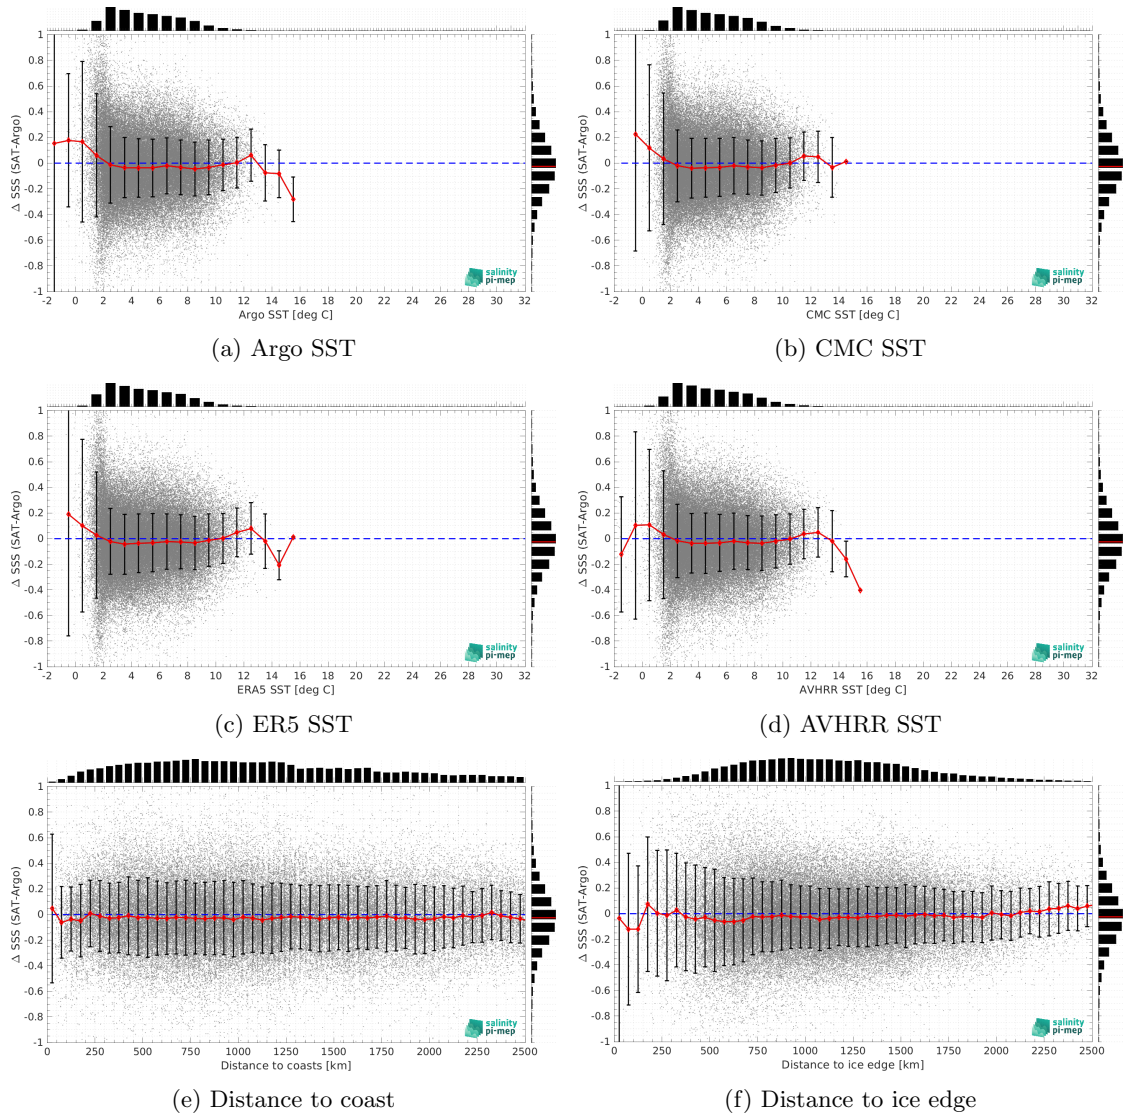 1
0.8
0.6
0.4
0.2
0
-0.2
-0.4
-0.6
-0.8
-1
Δ SSS (SAT-Argo)
-2 0 2 4 6 8 10 12 14 16 18 20 22 24 26 28 30 32
Argo SST [deg C]
salinity
pi-mep
(a) Argo SST
1
0.8
0.6
0.4
0.2
0
-0.2
-0.4
-0.6
-0.8
-1
Δ SSS (SAT-Argo)
-2 0 2 4 6 8 10 12 14 16 18 20 22 24 26 28 30 32
CMC SST [deg C]
salinity
pi-mep
(b) CMC SST
1
0.8
0.6
0.4
0.2
0
-0.2
-0.4
-0.6
-0.8
-1
Δ SSS (SAT-Argo)
-2 0 2 4 6 8 10 12 14 16 18 20 22 24 26 28 30 32
ERA5 SST [deg C]
salinity
pi-mep
(c) ER5 SST
1
0.8
0.6
0.4
0.2
0
-0.2
-0.4
-0.6
-0.8
-1
Δ SSS (SAT-Argo)
-2 0 2 4 6 8 10 12 14 16 18 20 22 24 26 28 30 32
AVHRR SST [deg C]
salinity
pi-mep
(d) AVHRR SST
1
0.8
0.6
0.4
0.2
0
-0.2
-0.4
-0.6
-0.8
-1
Δ SSS (SAT-Argo)
0 250 500 750 1000 1250 1500 1750 2000 2250 2500
Distance to coasts [km]
salinity
pi-mep
(e) Distance to coast
1
0.8
0.6
0.4
0.2
0
-0.2
-0.4
-0.6
-0.8
-1
Δ SSS (SAT-Argo)
0 250 500 750 1000 1250 1500 1750 2000 2250 2500
Distance to ice edge [km]
salinity
pi-mep
(f) Distance to ice edge